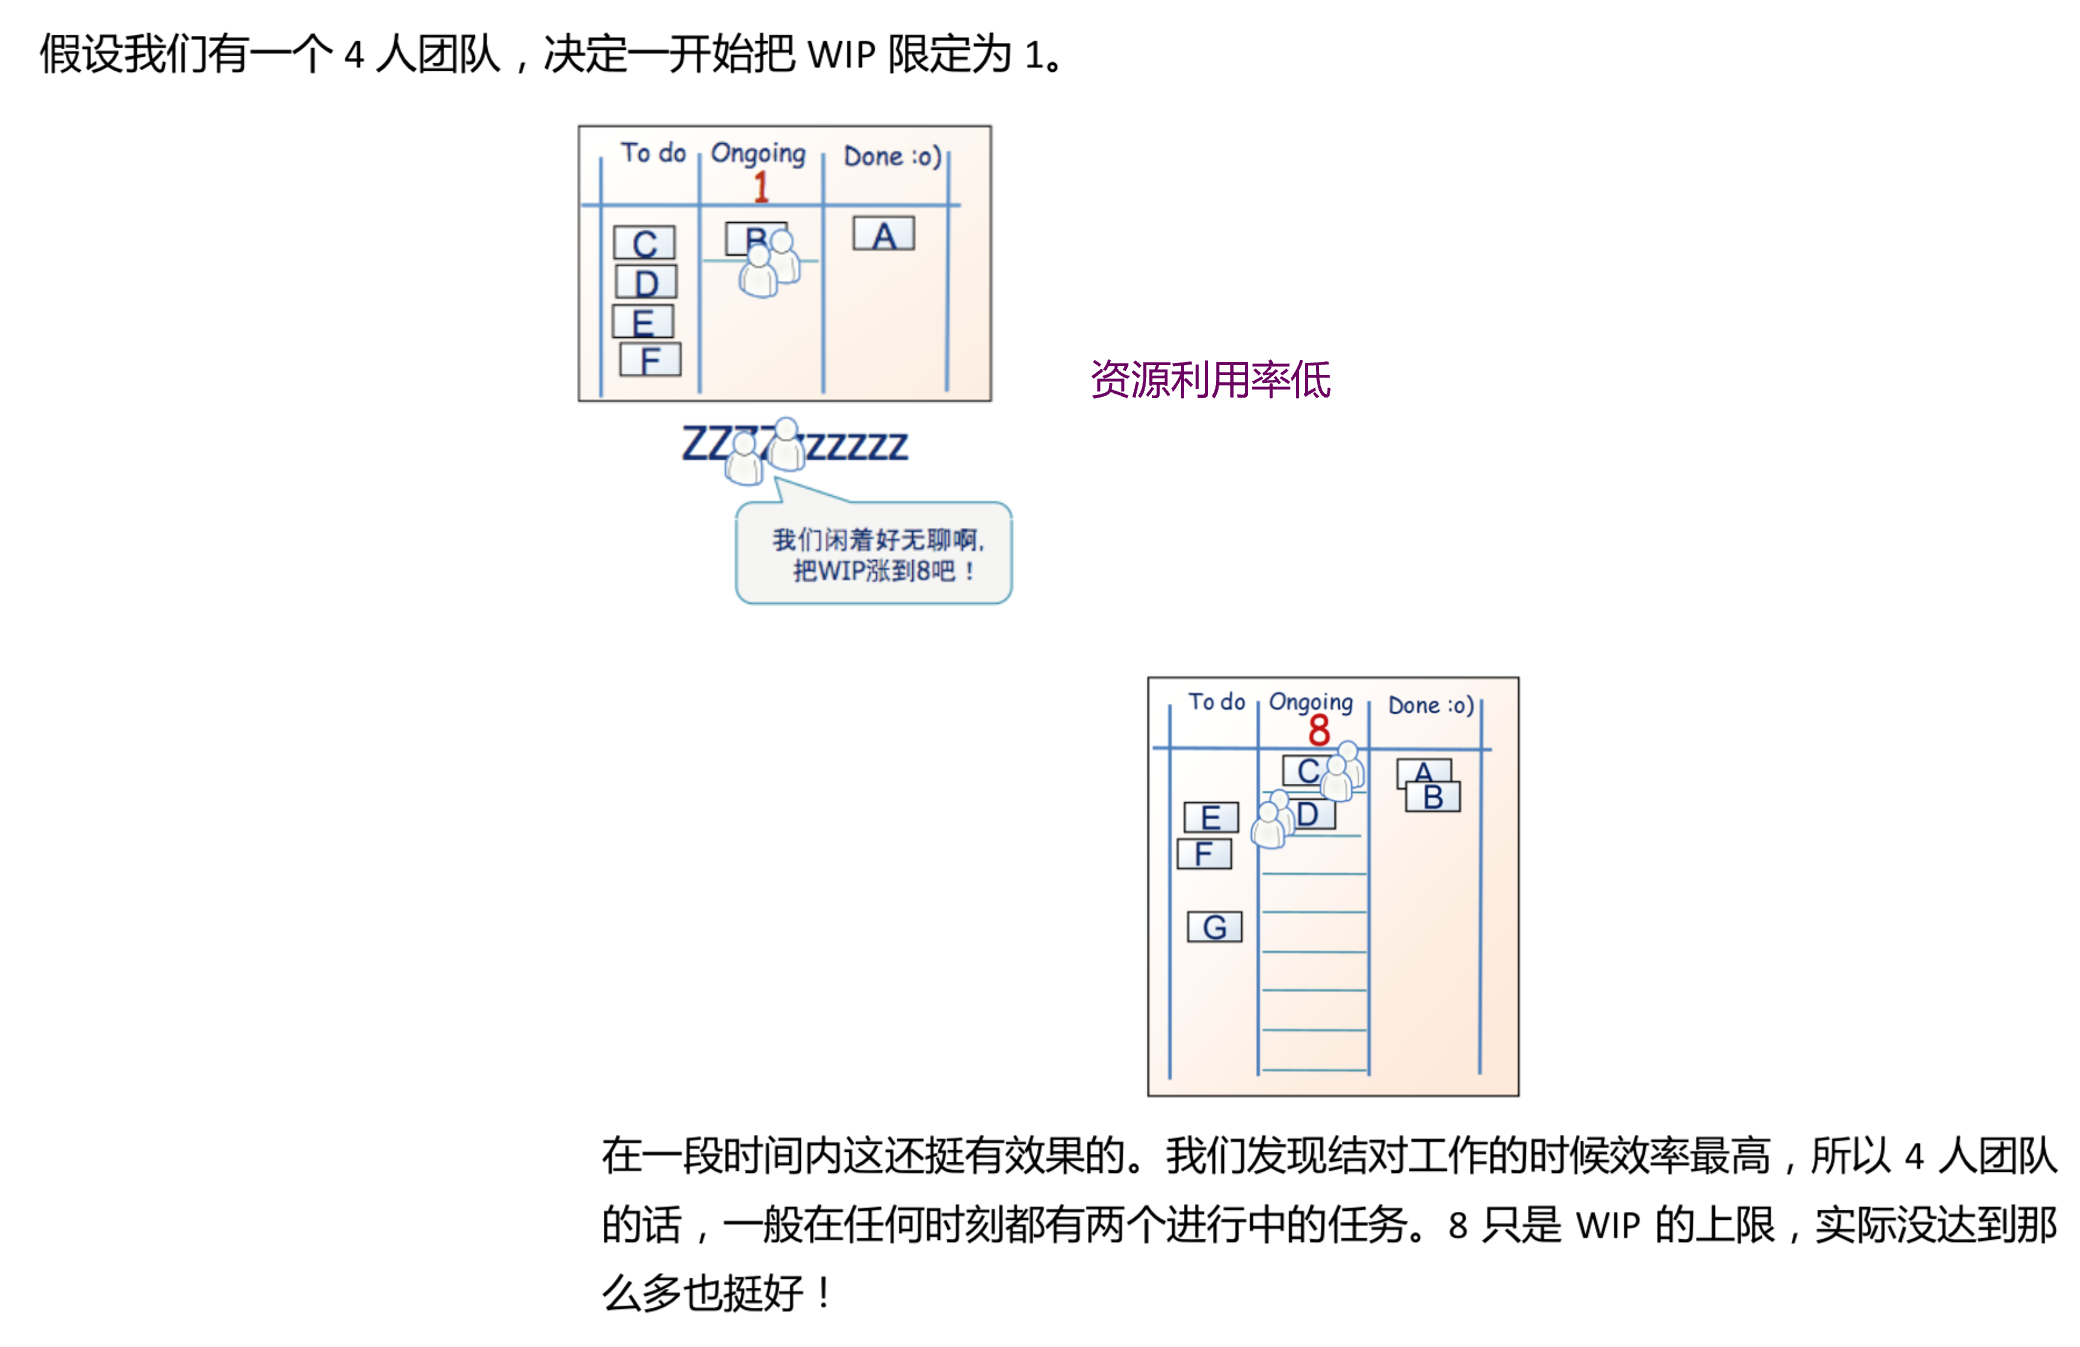 假设我们有一个 4 人团队，决定一开始把 WIP 限定为 1。
To do Ongoing Done :o)
1
B A
C
D
E
F
资源利用率低
ZZZZzzzzzz
我们闲着好无聊啊,
把WIP涨到8吧！
To do Ongoing Done :o)
8
C A
E D B
F
G
在一段时间内这还挺有效果的。我们发现结对工作的时候效率最高，所以 4 人团队
的话，一般在任何时刻都有两个进行中的任务。8 只是 WIP 的上限，实际没达到那
么多也挺好！